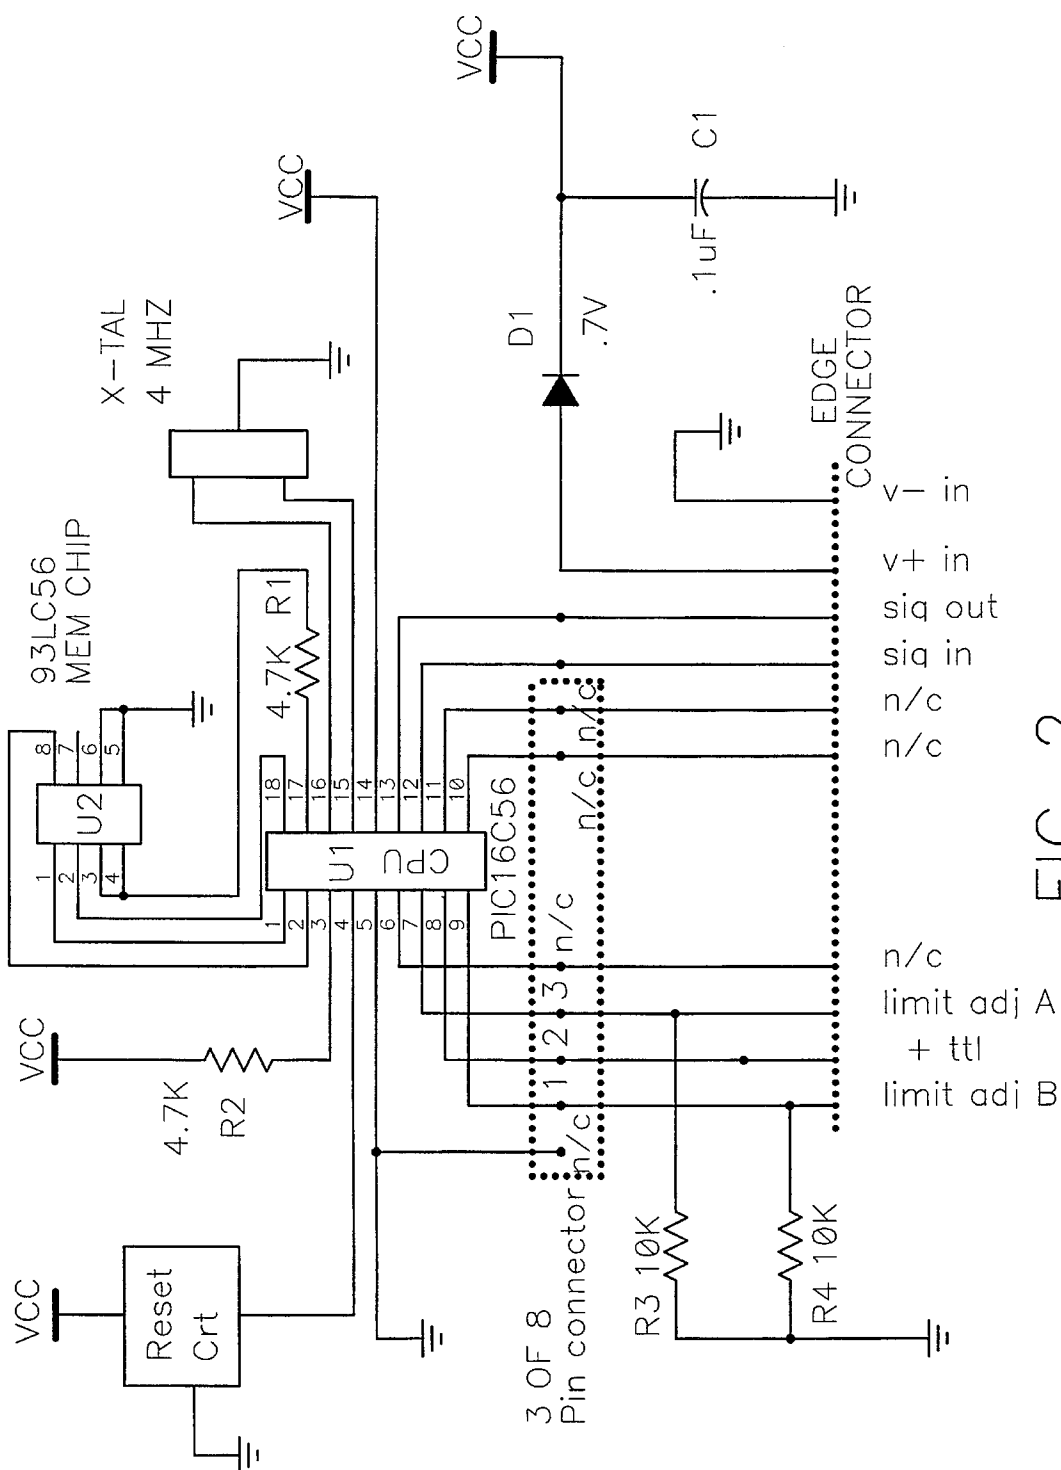 VCC
VCC
VCC
VCC
Reset
Crt
4.7K
R2
93LC56
MEM CHIP
1
2
3
4
U2
8
7
6
5
X-TAL
4 MHZ
4.7K
R1
1
2
3
4
5
6
7
8
9
U1
CPU
18
17
16
15
14
13
12
11
10
PIC16C56
3 OF 8
Pin connector
n/c
1
2
3
n/c
n/c
n/c
R3 10K
R4 10K
D1
.7V
.1uF
C1
EDGE
CONNECTOR
limit adj B
+ ttl
limit adj A
n/c
n/c
n/c
sig in
sig out
v+ in
v- in